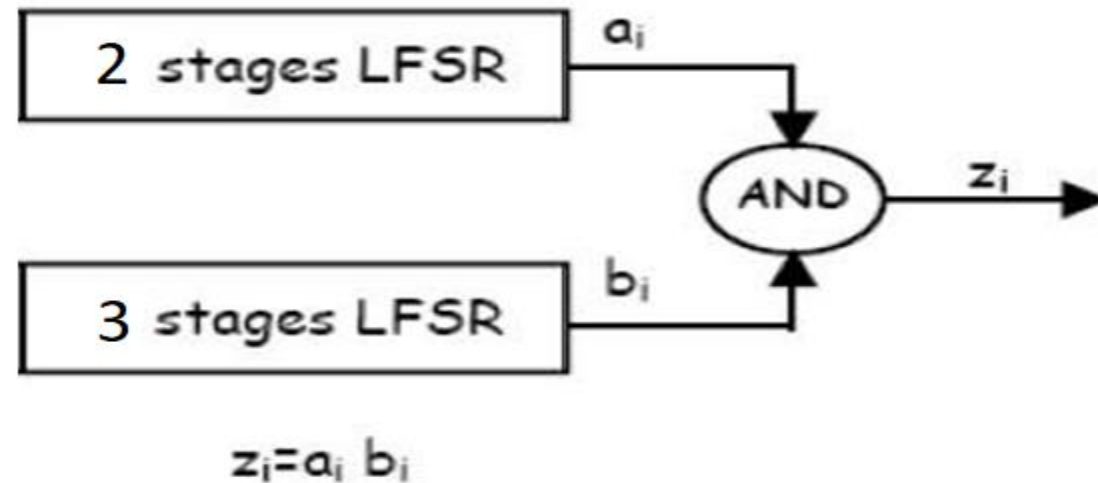 2 stages LFSR
aᵢ
AND
zᵢ
3 stages LFSR
bᵢ
zᵢ=aᵢ bᵢ